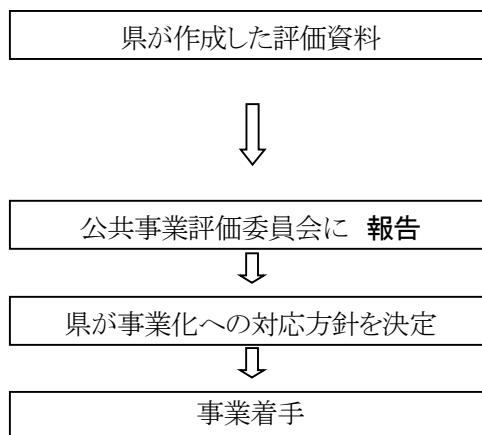 県が作成した評価資料
公共事業評価委員会に 報告
県が事業化への対応方針を決定
事業着手